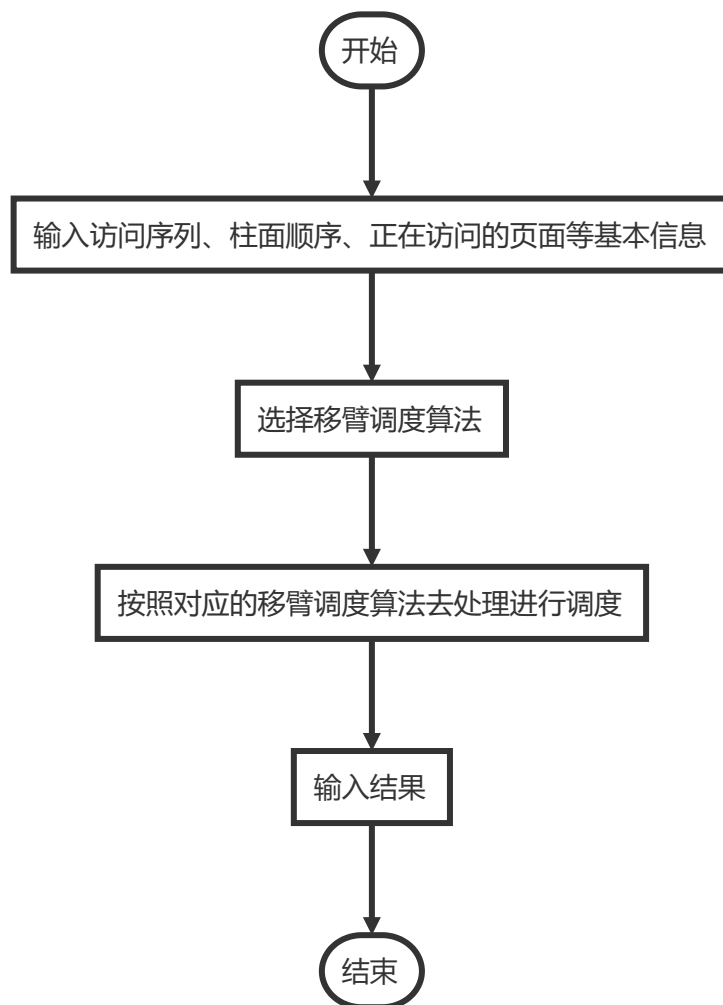 开始
输入访问序列、柱面顺序、正在访问的页面等基本信息
选择移臂调度算法
按照对应的移臂调度算法去处理进行调度
输入结果
结束